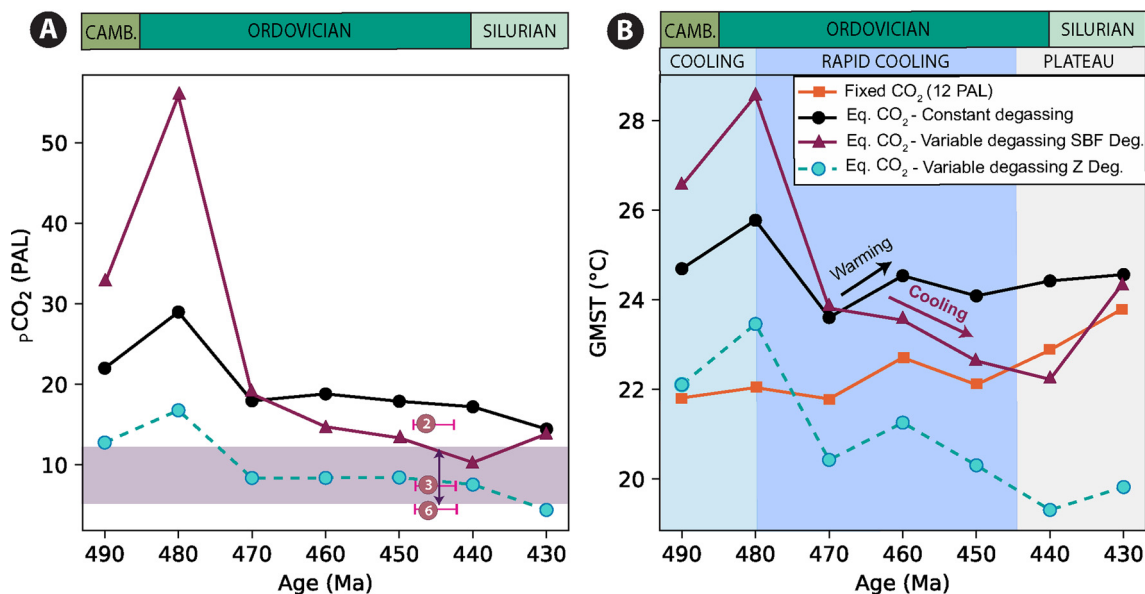 A
CAMB.
ORDOVICIAN
SILURIAN
pCO2 (PAL)
50
40
30
20
10
2
3
6
490
480
470
460
450
440
430
Age (Ma)
B
CAMB.
ORDOVICIAN
SILURIAN
COOLING
RAPID COOLING
PLATEAU
Fixed CO2 (12 PAL)
Eq. CO2 - Constant degassing
Eq. CO2 - Variable degassing SBF Deg.
Eq. CO2 - Variable degassing Z Deg.
Warming
Cooling
GMST (°C)
28
26
24
22
20
490
480
470
460
450
440
430
Age (Ma)